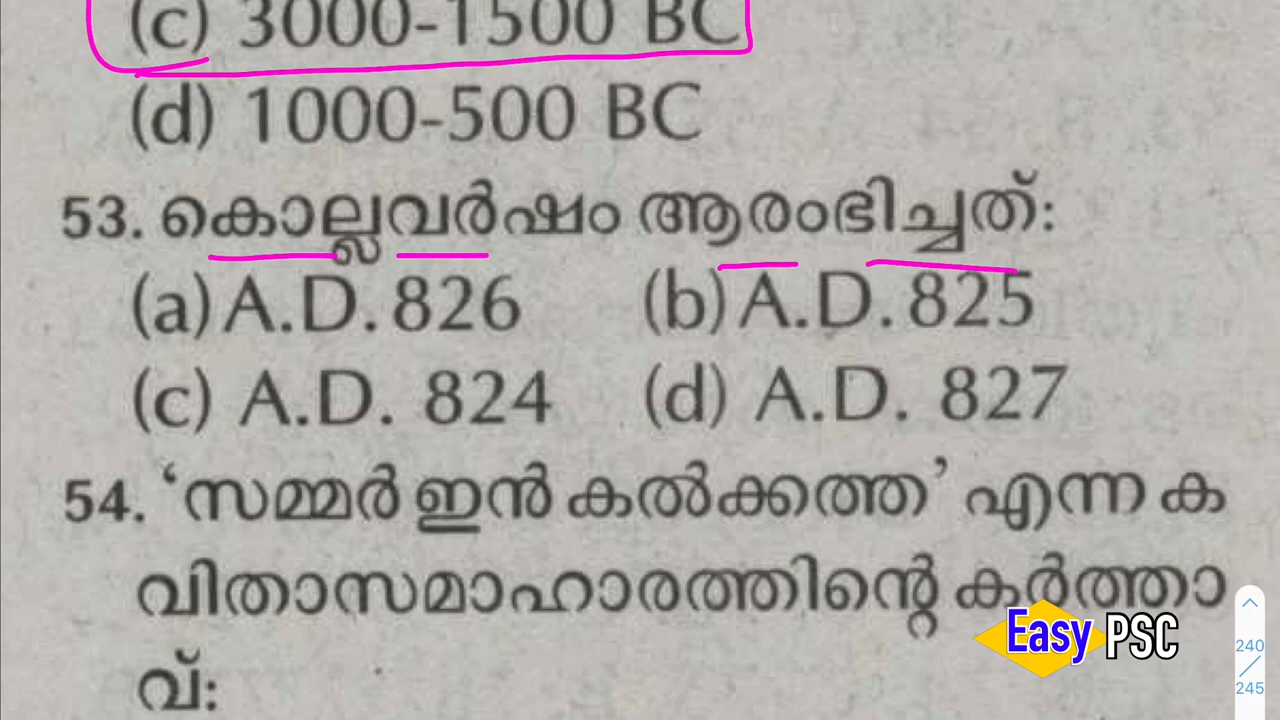 (c) 3000-1500 BC
(d) 1000-500 BC
53. കൊല്ലവർഷം ആരംഭിച്ചത്:
(a) A.D. 826 (b) A.D. 825
(c) A.D. 824 (d) A.D. 827
54. ‘സമ്മർ ഇൻ കൽക്കത്ത’ എന്ന ക
വിതാസമാഹാരത്തിന്റെ കർത്താ
വ്:
Easy PSC
240
245